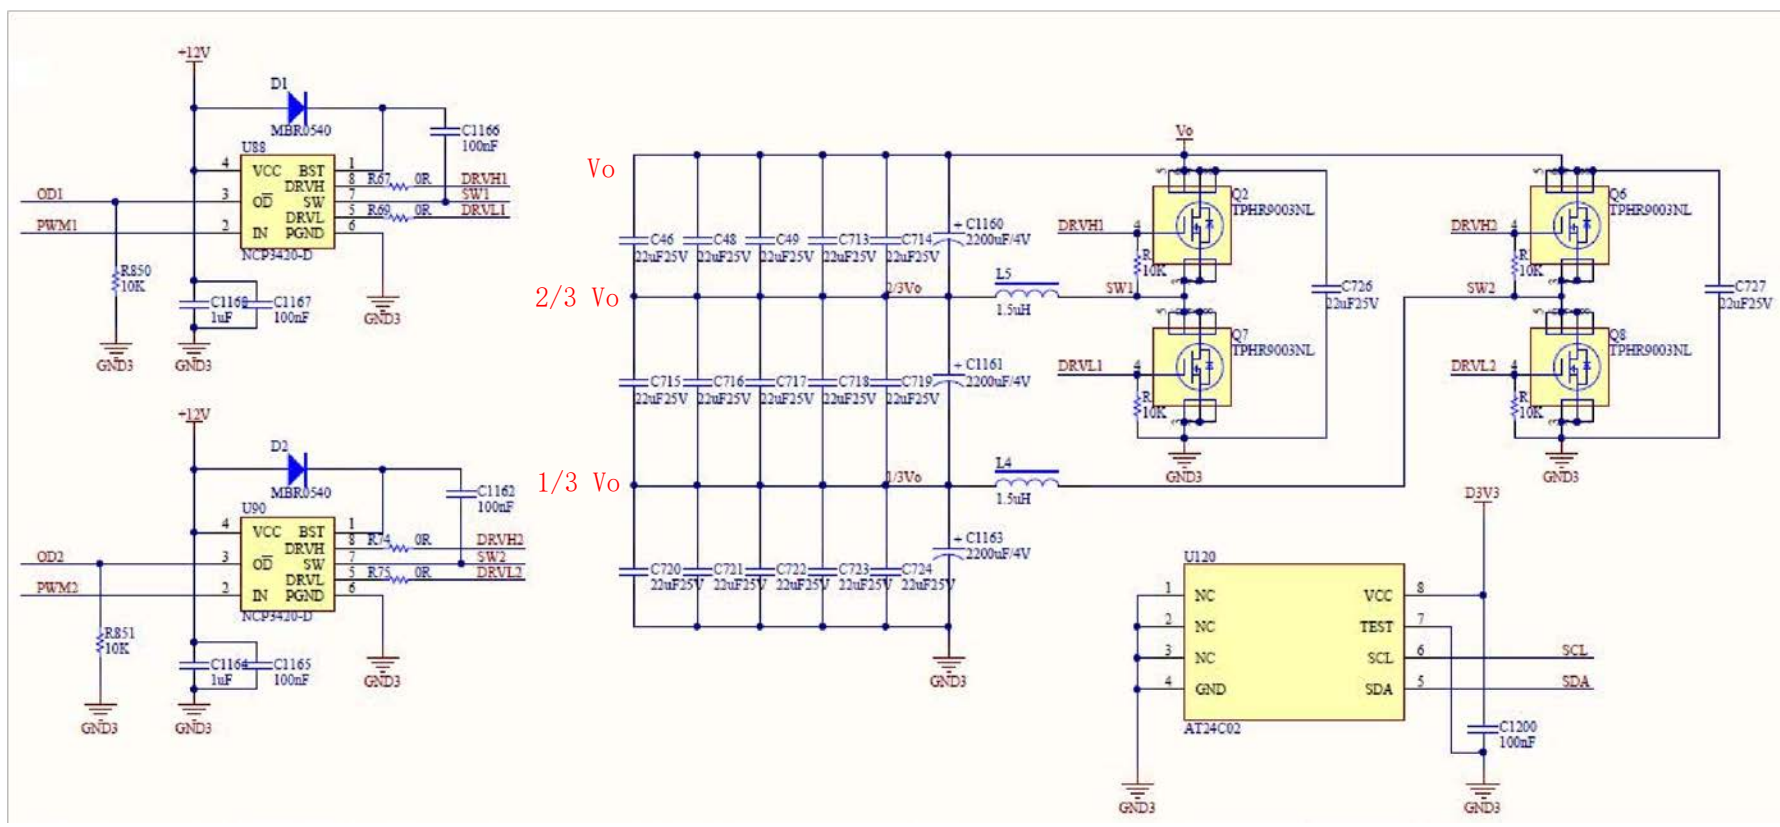 +12V
D1
MBR0540
C1166
100nF
U88
4 VCC BST 1
DRVH 8 R67 0R DRVH1
OD1 3 OD SW 7 SW1
DRVL 5 R69 0R DRVL1
PWM1 2 IN PGND 6
NCP3420-D
R850
10K
C1168
1uF
C1167
100nF
GND3
GND3
GND3
+12V
D2
MBR0540
C1162
100nF
U90
4 VCC BST 1
DRVH 8 R74 0R DRVH2
OD2 3 OD SW 7 SW2
DRVL 5 R75 0R DRVL2
PWM2 2 IN PGND 6
NCP3420-D
R851
10K
C1164
1uF
C1165
100nF
GND3
GND3
GND3
Vo
C46
22uF25V
C48
22uF25V
C49
22uF25V
C713
22uF25V
C714
22uF25V
+ C1160
2200uF/4V
2/3 Vo
2/3Vo
L5
1.5uH
SW1
C715
22uF25V
C716
22uF25V
C717
22uF25V
C718
22uF25V
C719
22uF25V
+ C1161
2200uF/4V
1/3 Vo
1/3Vo
L4
1.5uH
C720
22uF25V
C721
22uF25V
C722
22uF25V
C723
22uF25V
C724
22uF25V
+ C1163
2200uF/4V
GND3
Vo
5
Q2
TPHR9003NL
DRVH1 4
R
10K
C726
22uF25V
5
Q7
TPHR9003NL
DRVL1 4
R
10K
GND3
5
Q6
TPHR9003NL
DRVH2 4
R
10K
SW2
C727
22uF25V
5
Q8
TPHR9003NL
DRVL2 4
R
10K
GND3
D3V3
U120
1 NC VCC 8
2 NC TEST 7
3 NC SCL 6 SCL
4 GND SDA 5 SDA
AT24C02
C1200
100nF
GND3
GND3